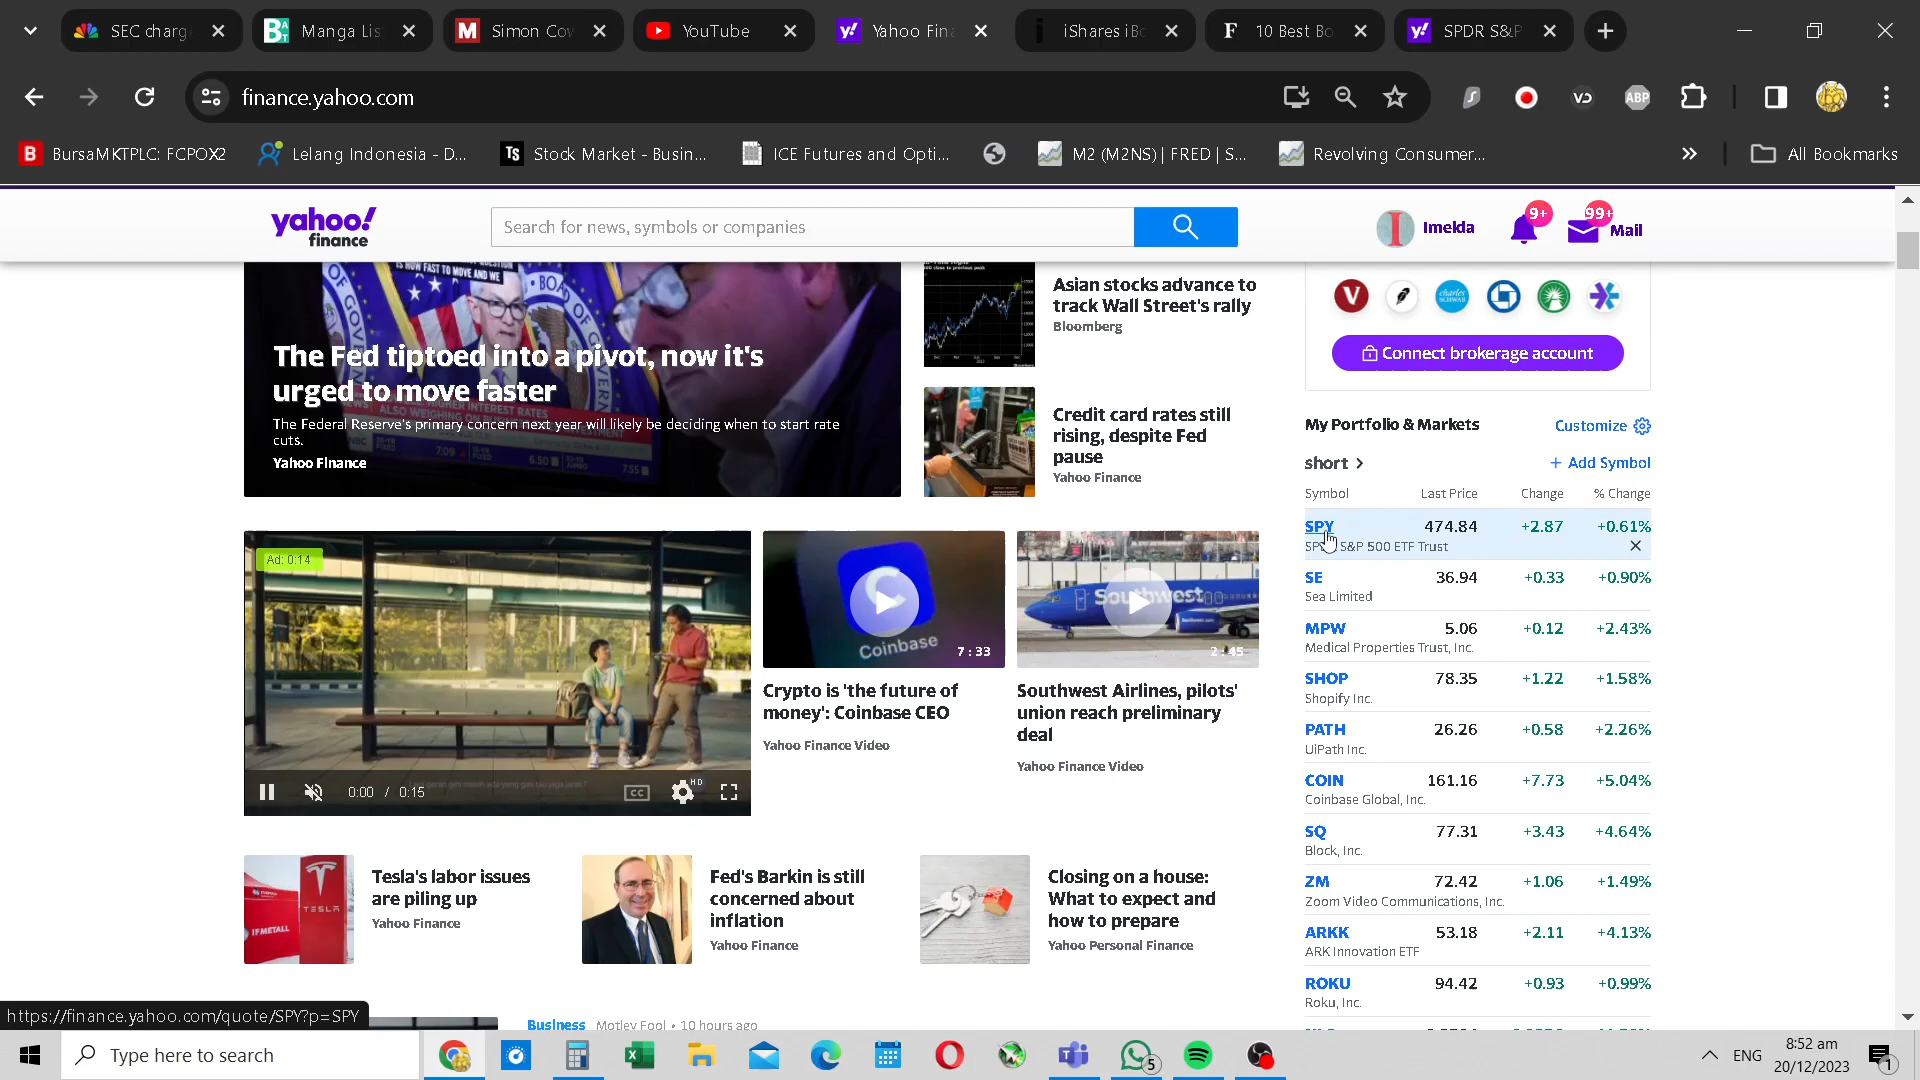 SEC charg
Manga Lis
Simon Cow
YouTube
Yahoo Fina
iShares iBo
10 Best Bo
SPDR S&P
finance.yahoo.com
BursaMKTPLC: FCPOX2
Lelang Indonesia - D...
Stock Market - Busin...
ICE Futures and Opti...
M2 (M2NS) | FRED | S...
Revolving Consumer...
All Bookmarks
yahoo!
finance
Search for news, symbols or companies
Imelda
9+
99+
Mail
The Fed tiptoed into a pivot, now it's
urged to move faster
The Federal Reserve's primary concern next year will likely be deciding when to start rate
cuts.
Yahoo Finance
Asian stocks advance to
track Wall Street's rally
Bloomberg
Credit card rates still
rising, despite Fed
pause
Yahoo Finance
charles
SCHWAB
Connect brokerage account
My Portfolio & Markets
Customize
short >
+ Add Symbol
Symbol Last Price Change % Change
SPY 474.84 +2.87 +0.61%
S&P 500 ETF Trust
SE 36.94 +0.33 +0.90%
Sea Limited
MPW 5.06 +0.12 +2.43%
Medical Properties Trust, Inc.
SHOP 78.35 +1.22 +1.58%
Shopify Inc.
PATH 26.26 +0.58 +2.26%
UiPath Inc.
COIN 161.16 +7.73 +5.04%
Coinbase Global, Inc.
SQ 77.31 +3.43 +4.64%
Block, Inc.
ZM 72.42 +1.06 +1.49%
Zoom Video Communications, Inc.
ARKK 53.18 +2.11 +4.13%
ARK Innovation ETF
ROKU 94.42 +0.93 +0.99%
Roku, Inc.
Ad: 0:14
0:00 / 0:15
CC
HD
Coinbase
7:33
Crypto is 'the future of
money': Coinbase CEO
Yahoo Finance Video
Southwest
2:45
Southwest Airlines, pilots'
union reach preliminary
deal
Yahoo Finance Video
TESLA
IFMETALL
Tesla's labor issues
are piling up
Yahoo Finance
Fed's Barkin is still
concerned about
inflation
Yahoo Finance
Closing on a house:
What to expect and
how to prepare
Yahoo Personal Finance
Business Motley Fool • 10 hours ago
https://finance.yahoo.com/quote/SPY?p=SPY
Type here to search
5
ENG
8:52 am
20/12/2023
1